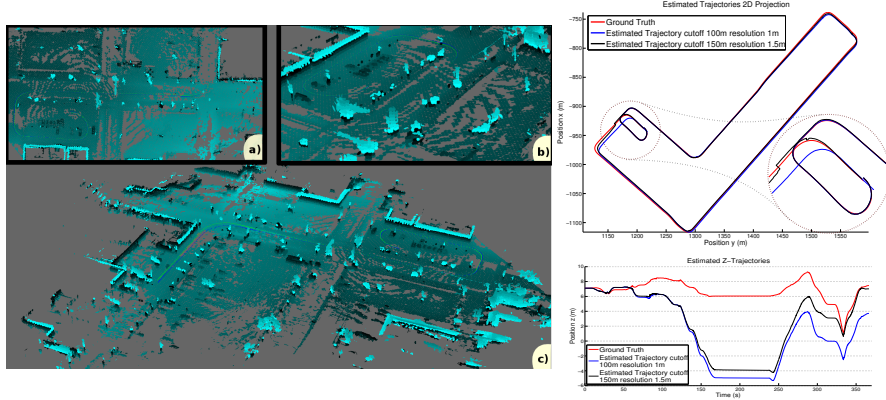 a)
b)
c)
Estimated Trajectories 2D Projection
Ground Truth
Estimated Trajectory cutoff 100m resolution 1m
Estimated Trajectory cutoff 150m resolution 1.5m
Position x (m)
-750
-800
-850
-900
-950
-1000
-1050
-1100
1150 1200 1250 1300 1350 1400 1450 1500 1550
Position y (m)
Estimated Z-Trajectories
Position z (m)
10
8
6
4
2
0
-2
-4
-6
Ground Truth
Estimated Trajectory cutoff
100m resolution 1m
Estimated Trajectory cutoff
150m resolution 1.5m
0 50 100 150 200 250 300 350
Time (s)